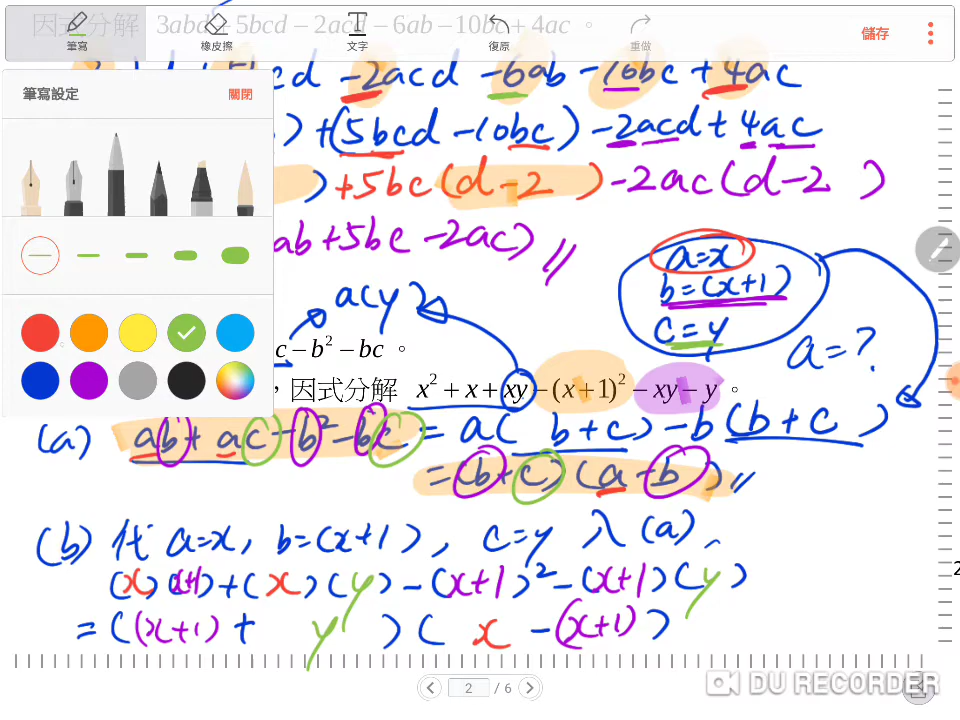 因式分解 3abd + 5bcd − 2acd − 6ab − 10bc + 4ac 。
筆寫 橡皮擦 文字 復原 重做 儲存
5bcd −2acd −6ab −10bc +4ac
筆寫設定 關閉
) +(5bcd −10bc) −2acd + 4ac
) +5bc (d−2) −2ac (d−2)
ab +5bc −2ac) //
a=x
b=(x+1)
c=y
a(y)
a=?
c − b² − bc 。
，因式分解 x² + x + xy − (x+1)² − xy − y 。
(a) ab + ac − b² − bc = a( b+c) − b (b+c)
= (b+c) (a−b) //
(b) 代 a=x, b=(x+1), c=y 入 (a),
(x)(x+1) + (x)(y) − (x+1)² − (x+1)(y)
= ((x+1) + y) (x − (x+1))
2 / 6
DU RECORDER